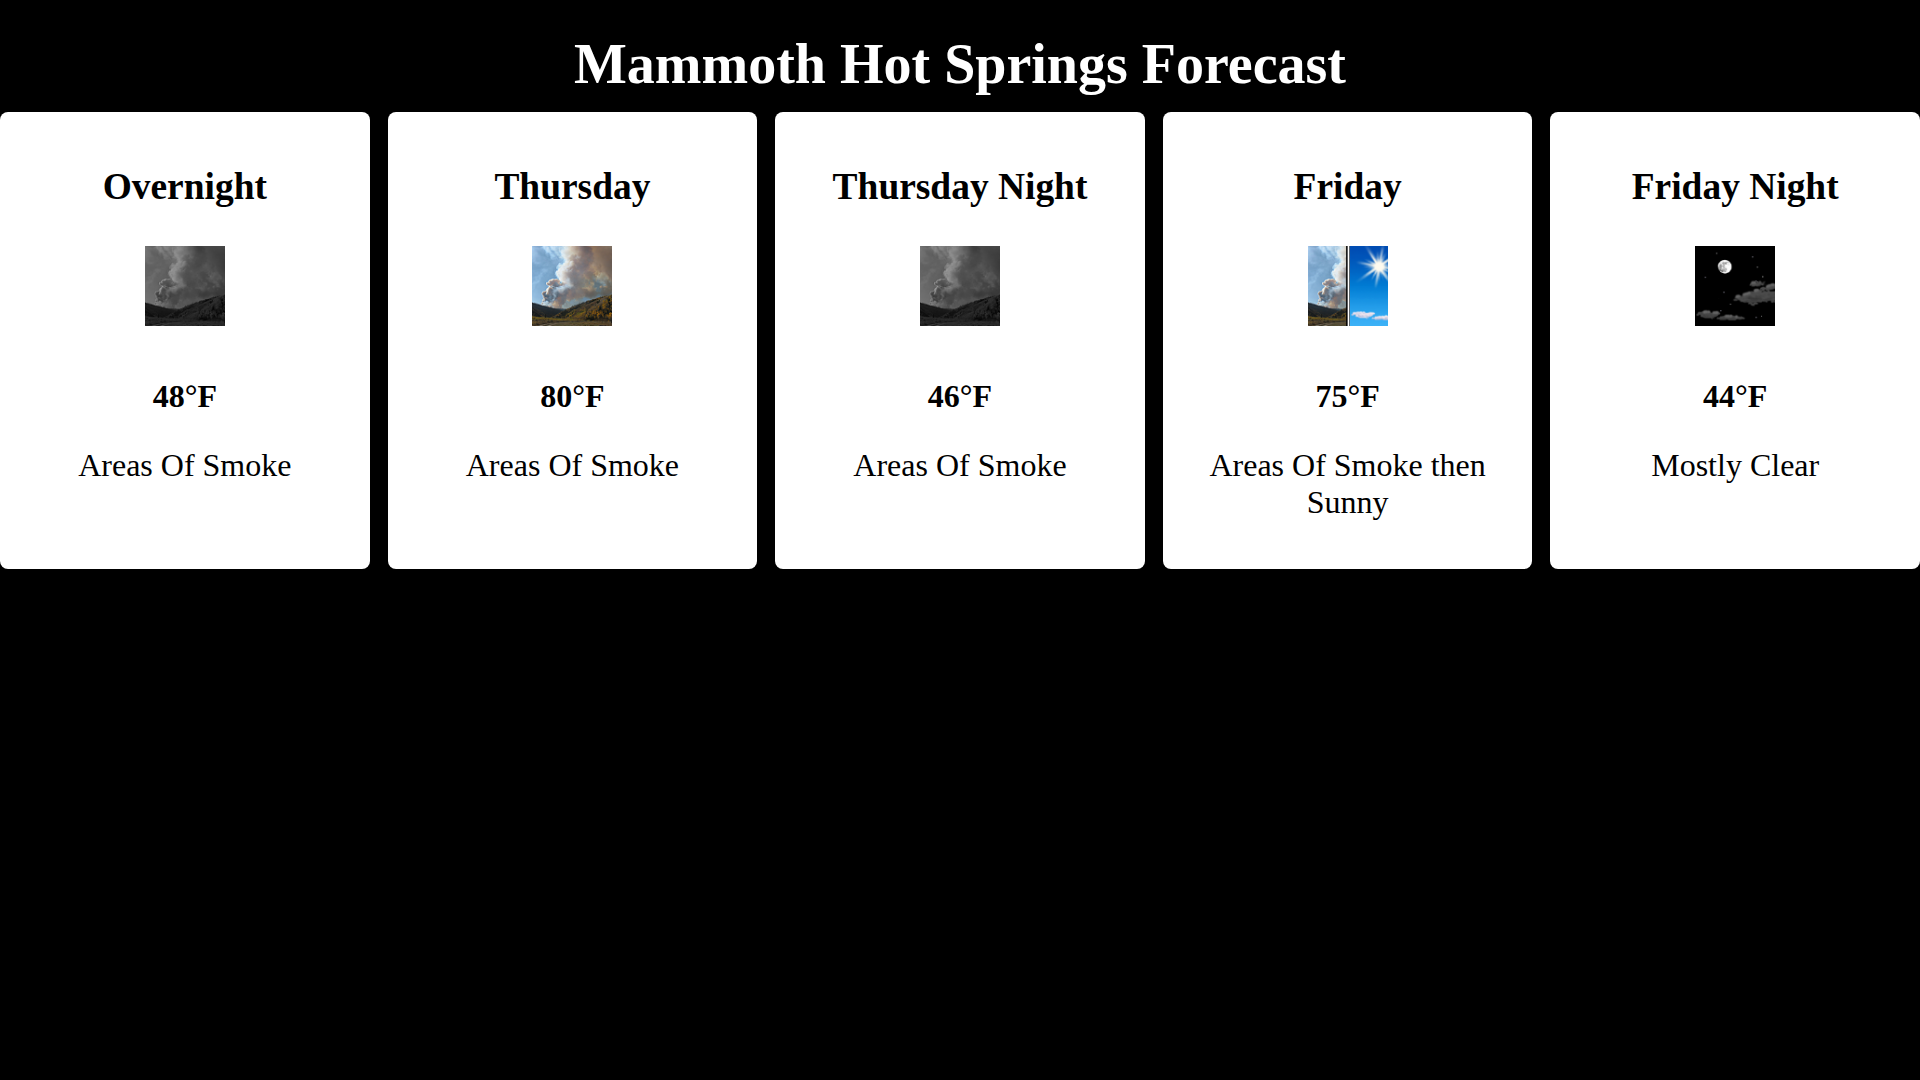 Mammoth Hot Springs Forecast
Overnight
48°F
Areas Of Smoke
Thursday
80°F
Areas Of Smoke
Thursday Night
46°F
Areas Of Smoke
Friday
75°F
Areas Of Smoke then
Sunny
Friday Night
44°F
Mostly Clear